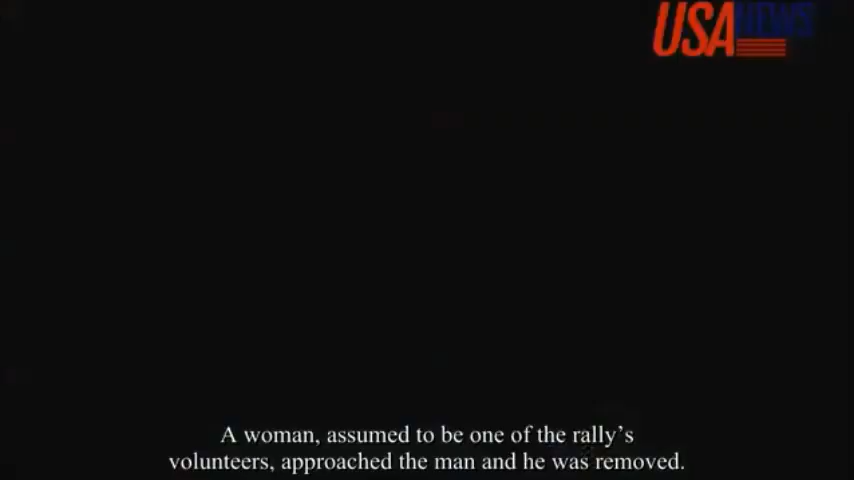 USA NEWS
A woman, assumed to be one of the rally’s
volunteers, approached the man and he was removed.